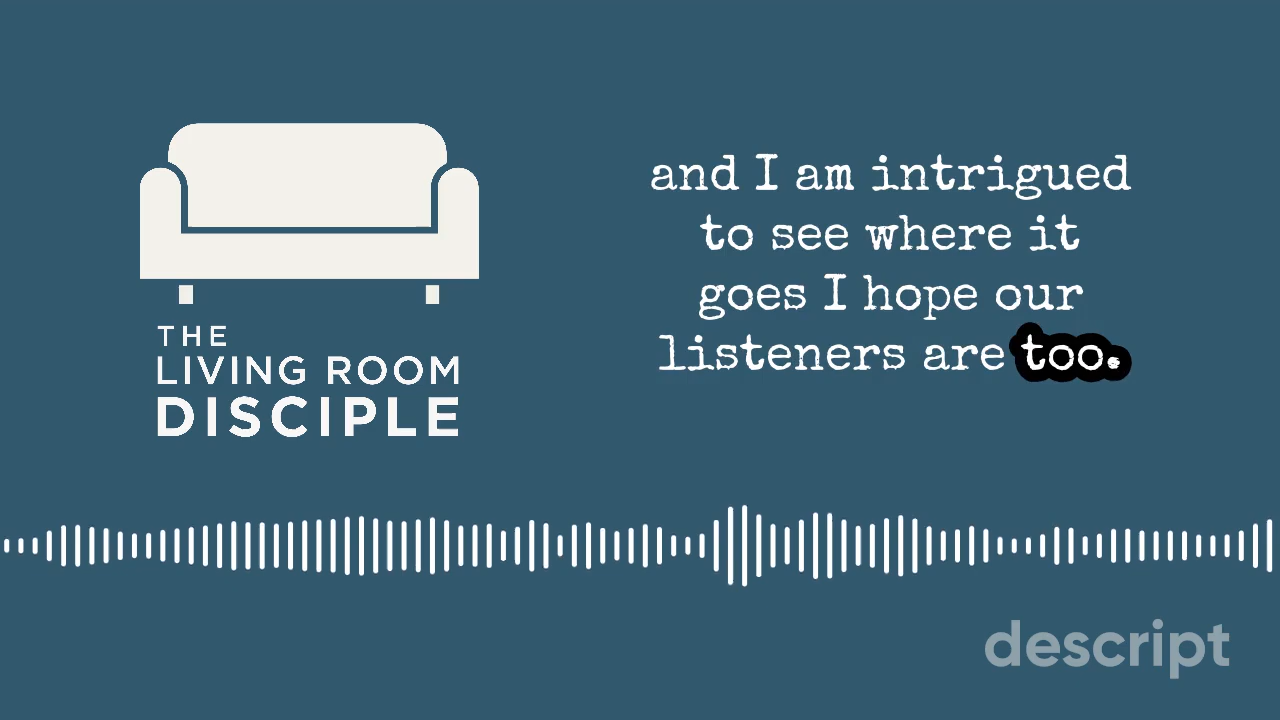 THE
LIVING ROOM
DISCIPLE
and I am intrigued
to see where it
goes I hope our
listeners are too.
descript